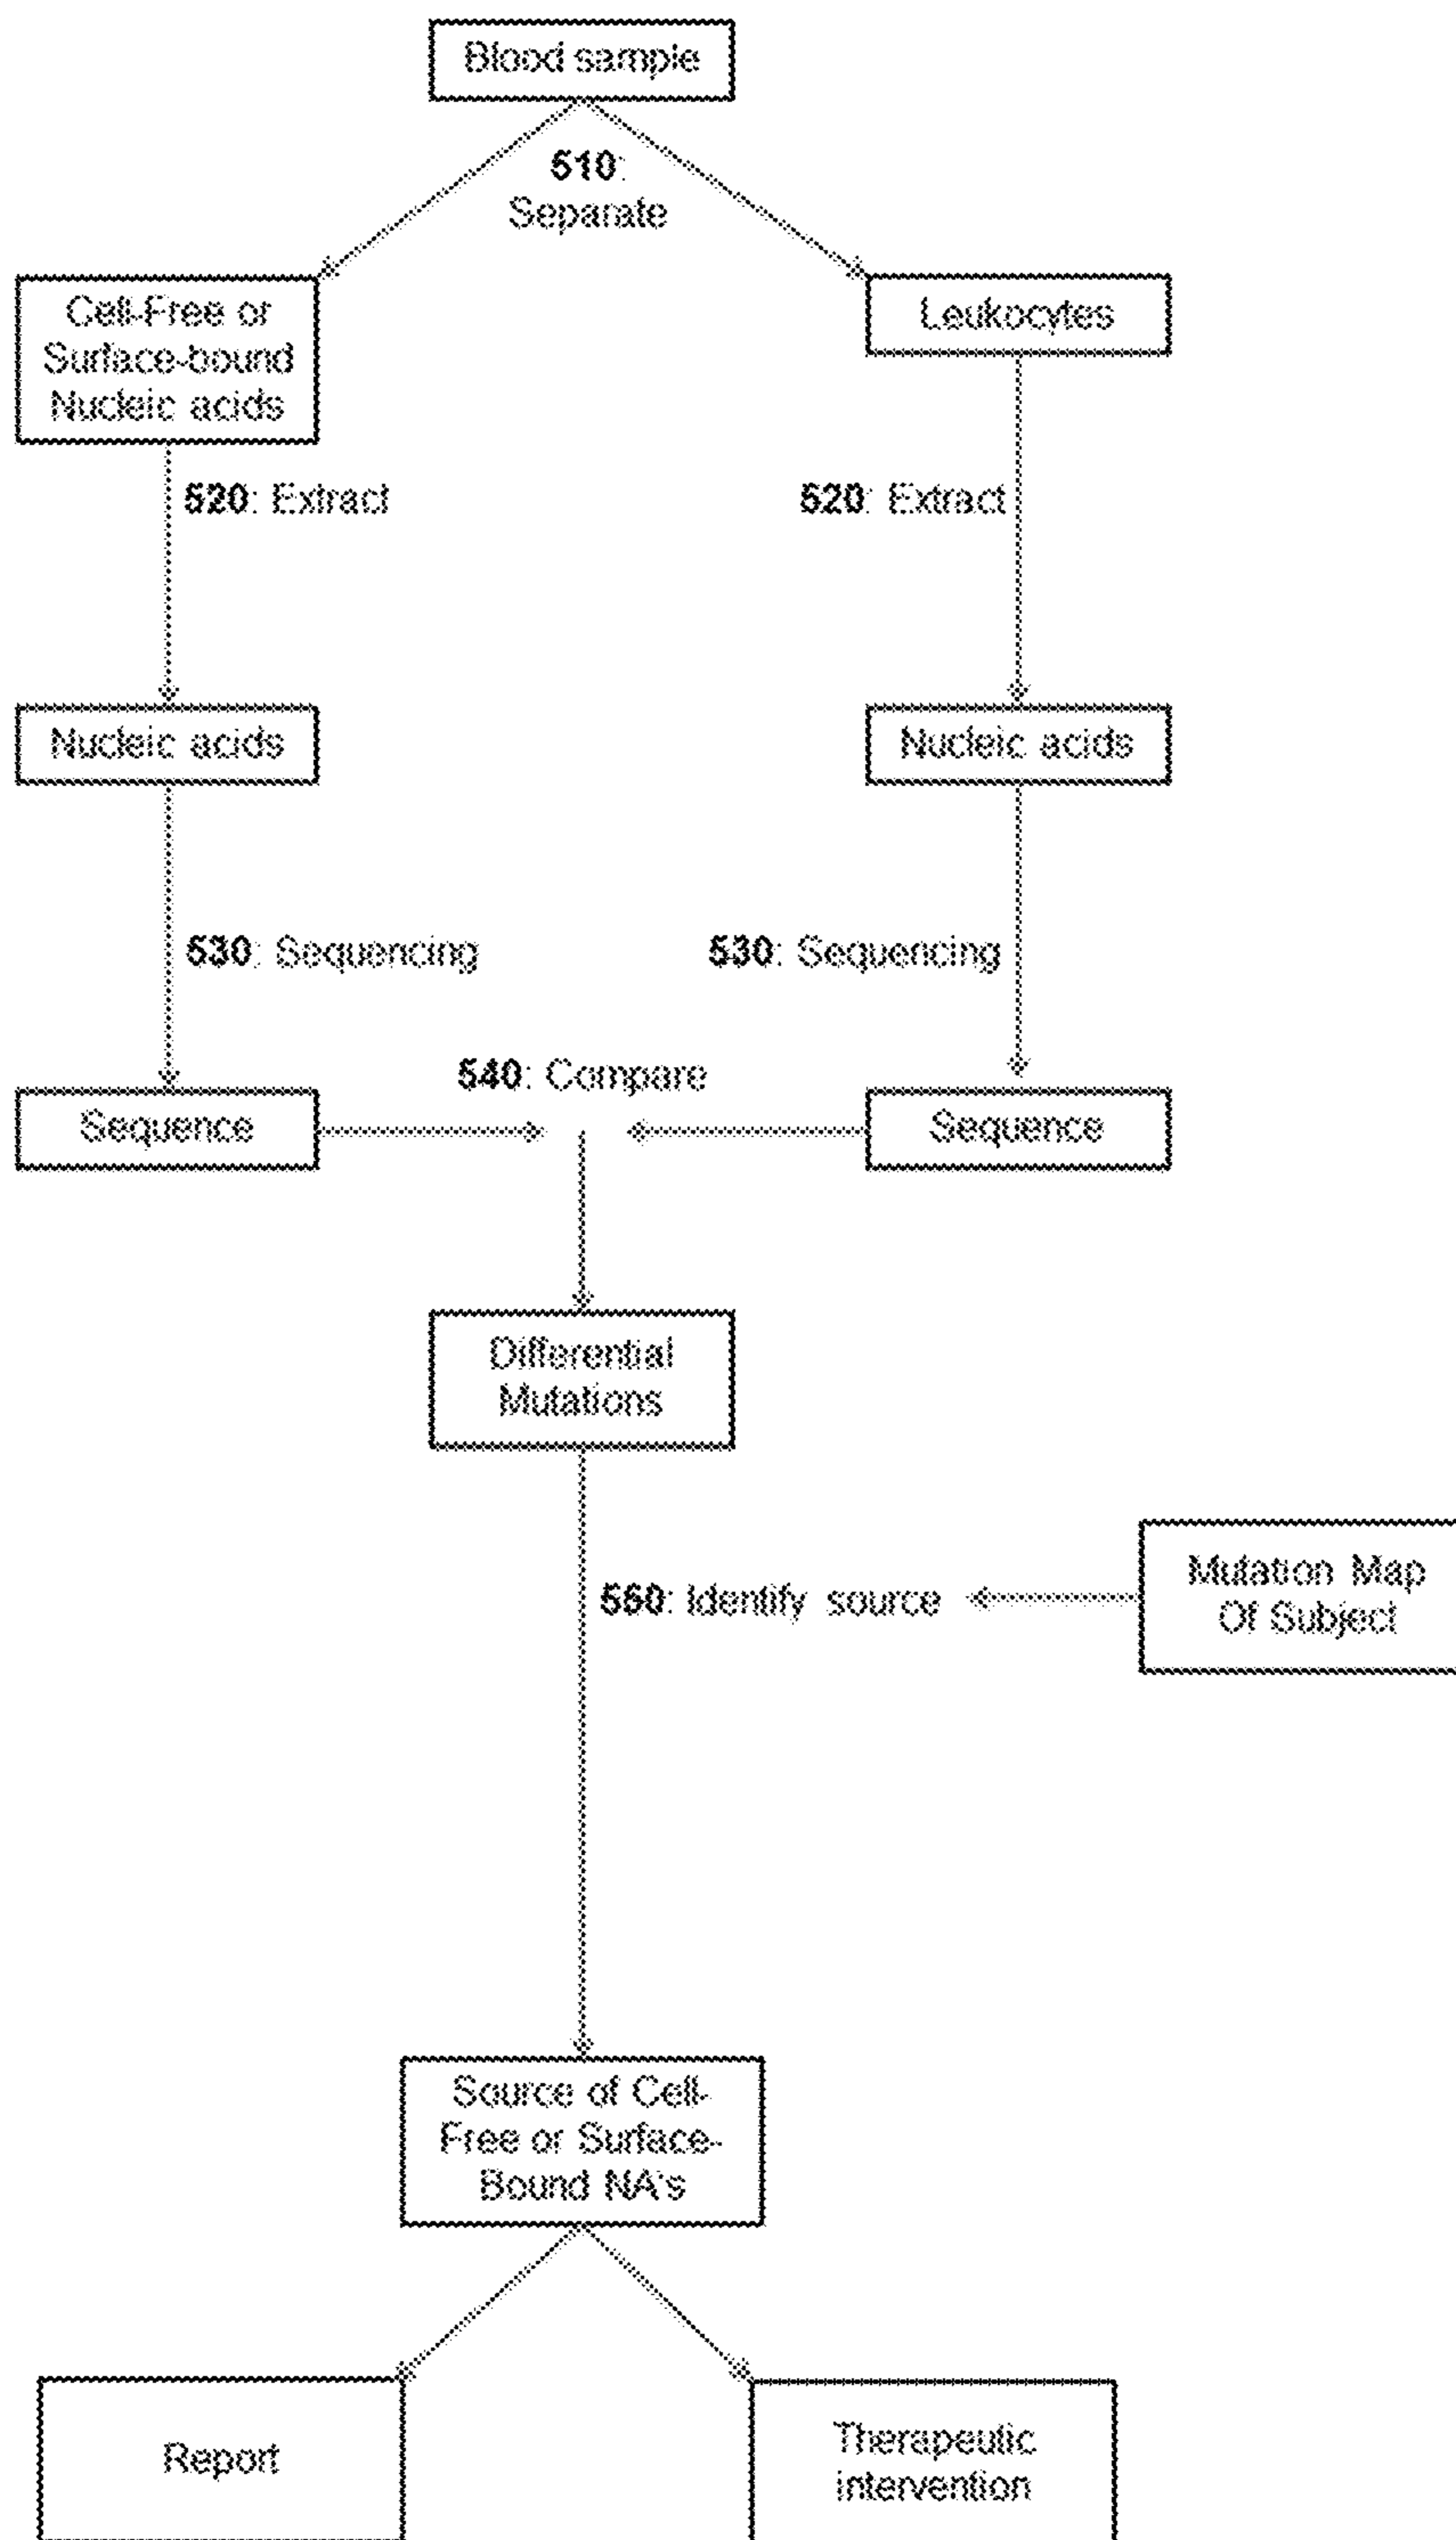 Blood sample
510:
Separate
Cell-Free or
Surface-bound
Nucleic acids
Leukocytes
520: Extract
520: Extract
Nucleic acids
Nucleic acids
530: Sequencing
530: Sequencing
540: Compare
Sequence
Sequence
Differential
Mutations
550: Identify source
Mutation Map
Of Subject
Source of Cell-
Free or Surface-
Bound NA's
Report
Therapeutic
intervention